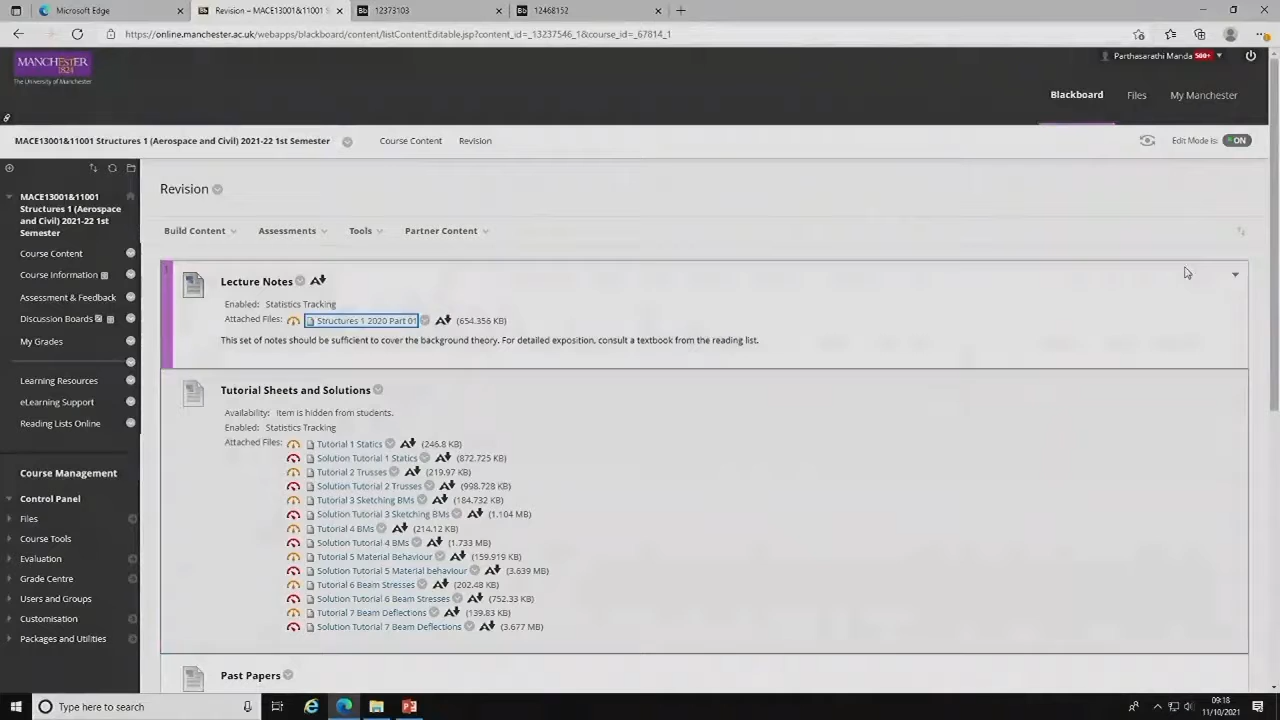 Microsoft Edge
Revision – MACE13001&11001 S
12373103
12468152
https://online.manchester.ac.uk/webapps/blackboard/content/listContentEditable.jsp?content_id=_13237546_1&course_id=_67814_1
MANCHESTER
1824
The University of Manchester
Parthasarathi Manda 500+
Blackboard
Files
My Manchester
MACE13001&11001 Structures 1 (Aerospace and Civil) 2021-22 1st Semester
Course Content
Revision
Edit Mode is: ON
MACE13001&11001
Structures 1 (Aerospace
and Civil) 2021-22 1st
Semester
Course Content
Course Information
Assessment & Feedback
Discussion Boards
My Grades
Learning Resources
eLearning Support
Reading Lists Online
Course Management
Control Panel
Files
Course Tools
Evaluation
Grade Centre
Users and Groups
Customisation
Packages and Utilities
Revision
Build Content
Assessments
Tools
Partner Content
Lecture Notes
Enabled: Statistics Tracking
Attached Files: Structures 1 2020 Part 01 (654.356 KB)
This set of notes should be sufficient to cover the background theory. For detailed exposition, consult a textbook from the reading list.
Tutorial Sheets and Solutions
Availability: Item is hidden from students.
Enabled: Statistics Tracking
Attached Files: Tutorial 1 Statics (246.8 KB)
Solution Tutorial 1 Statics (872.725 KB)
Tutorial 2 Trusses (219.97 KB)
Solution Tutorial 2 Trusses (998.728 KB)
Tutorial 3 Sketching BMs (184.732 KB)
Solution Tutorial 3 Sketching BMs (1.104 MB)
Tutorial 4 BMs (214.12 KB)
Solution Tutorial 4 BMs (1.733 MB)
Tutorial 5 Material Behaviour (159.919 KB)
Solution Tutorial 5 Material behaviour (3.639 MB)
Tutorial 6 Beam Stresses (202.48 KB)
Solution Tutorial 6 Beam Stresses (752.33 KB)
Tutorial 7 Beam Deflections (139.83 KB)
Solution Tutorial 7 Beam Deflections (3.677 MB)
Past Papers
Type here to search
09:18
11/10/2021